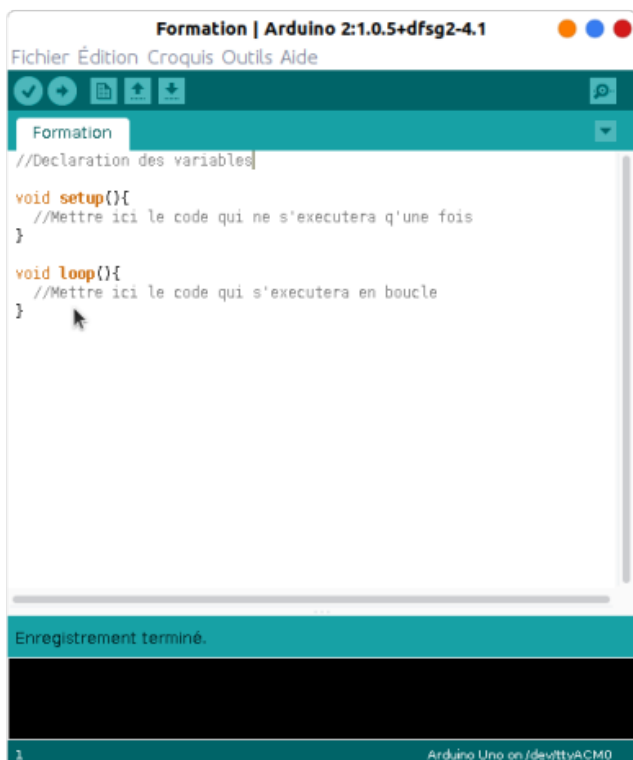 Formation | Arduino 2:1.0.5+dfsg2-4.1
Fichier Édition Croquis Outils Aide
Formation
//Declaration des variables
void setup(){
//Mettre ici le code qui ne s'executera q'une fois
}
void loop(){
//Mettre ici le code qui s'executera en boucle
}
Enregistrement terminé.
1 Arduino Uno on /dev/ttyACM0